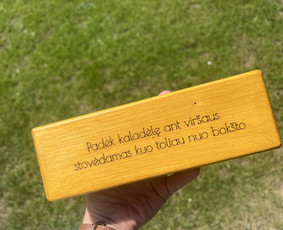 Padėk kaladėlę ant viršaus
stovėdamas kuo toliau nuo bokšto